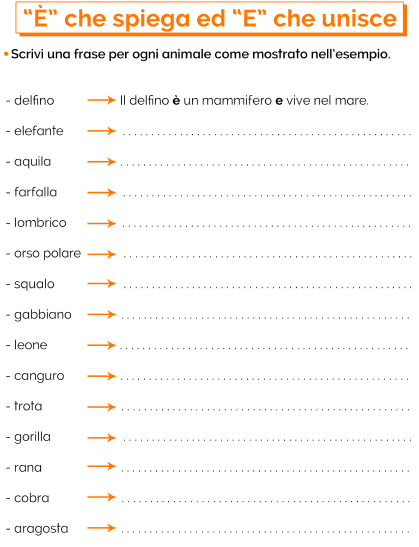 “È” che spiega ed “E” che unisce
• Scrivi una frase per ogni animale come mostrato nell’esempio.
- delfino → Il delfino è un mammifero e vive nel mare.
- elefante → ................................................
- aquila → ................................................
- farfalla → ................................................
- lombrico → ................................................
- orso polare → ................................................
- squalo → ................................................
- gabbiano → ................................................
- leone → ................................................
- canguro → ................................................
- trota → ................................................
- gorilla → ................................................
- rana → ................................................
- cobra → ................................................
- aragosta → ................................................